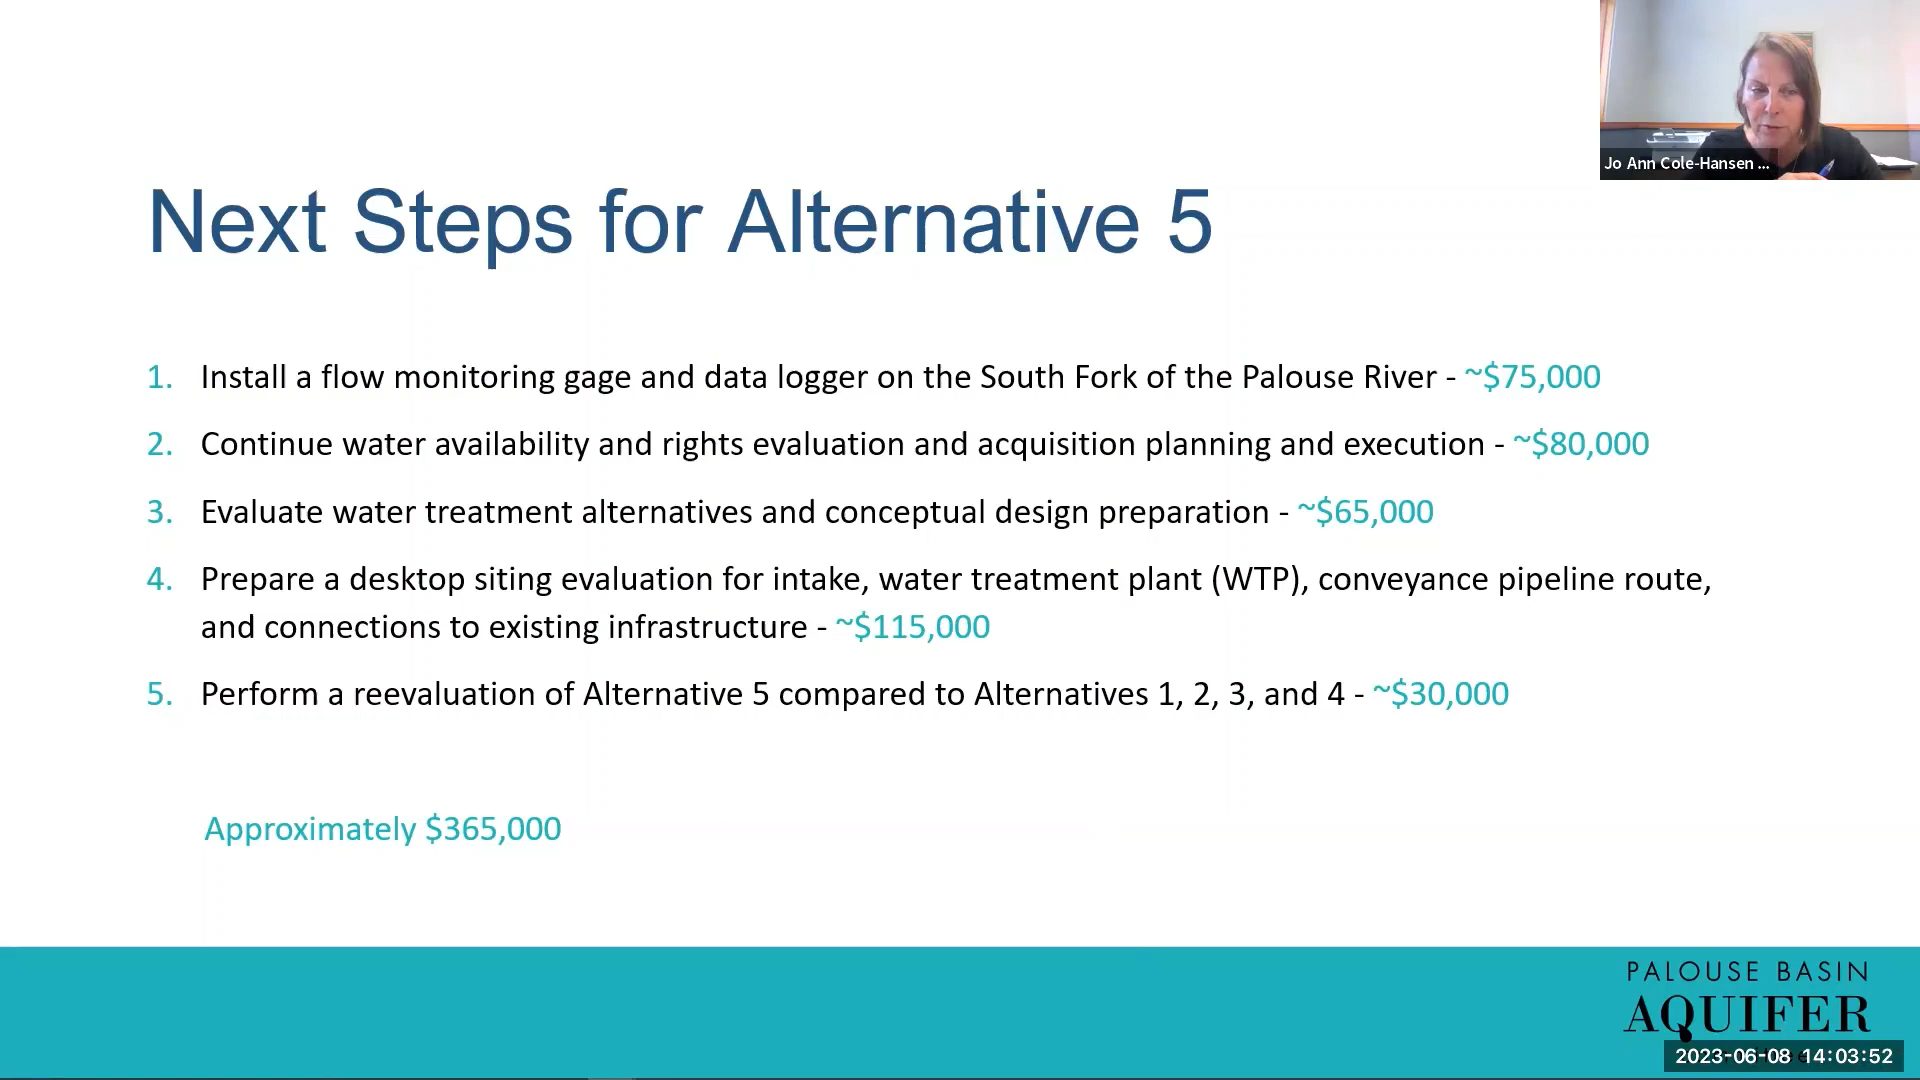 Jo Ann Cole-Hansen ...
Next Steps for Alternative 5
1. Install a flow monitoring gage and data logger on the South Fork of the Palouse River - ~$75,000
2. Continue water availability and rights evaluation and acquisition planning and execution - ~$80,000
3. Evaluate water treatment alternatives and conceptual design preparation - ~$65,000
4. Prepare a desktop siting evaluation for intake, water treatment plant (WTP), conveyance pipeline route,
and connections to existing infrastructure - ~$115,000
5. Perform a reevaluation of Alternative 5 compared to Alternatives 1, 2, 3, and 4 - ~$30,000
Approximately $365,000
PALOUSE BASIN
AQUIFER
2023-06-08 14:03:52